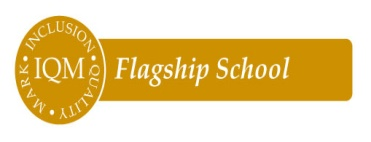 INCLUSION • QUALITY • MARK •
IQM
Flagship School